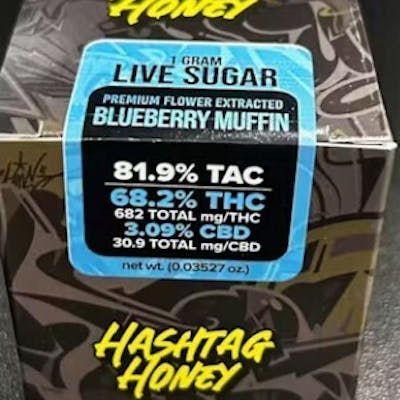 HONEY
1 GRAM
LIVE SUGAR
PREMIUM FLOWER EXTRACTED
BLUEBERRY MUFFIN
81.9% TAC
68.2% THC
682 TOTAL mg/THC
3.09% CBD
30.9 TOTAL mg/CBD
net wt. (0.03527 oz.)
HASHTAG
HONEY